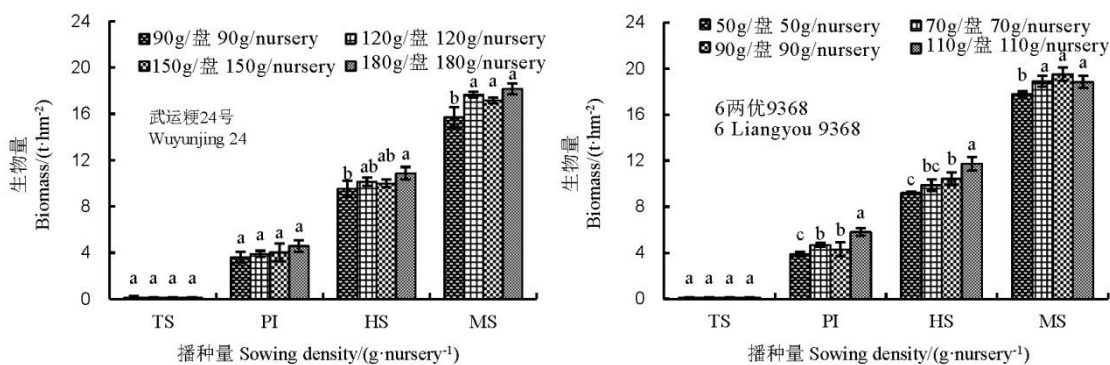 24
20
16
12
8
4
0
生物量
Biomass/(t·hm⁻²)
90g/盘 90g/nursery
120g/盘 120g/nursery
150g/盘 150g/nursery
180g/盘 180g/nursery
武运粳24号
Wuyunjing 24
a a a a
a a a a
b ab ab a
b a a a
TS PI HS MS
播种量 Sowing density/(g·nursery⁻¹)
24
20
16
12
8
4
0
生物量
Biomass/(t·hm⁻²)
50g/盘 50g/nursery
70g/盘 70g/nursery
90g/盘 90g/nursery
110g/盘 110g/nursery
6两优9368
6 Liangyou 9368
a a a a
c b b a
c bc b a
b a a a
TS PI HS MS
播种量 Sowing density/(g·nursery⁻¹)